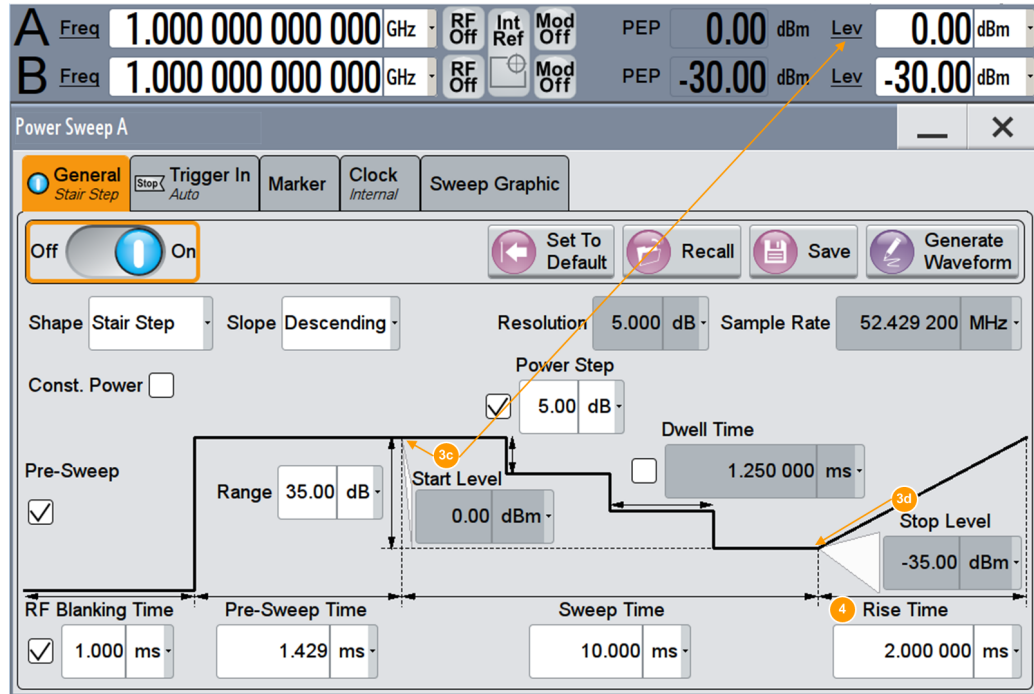 A Freq 1.000 000 000 000 GHz RF Off Int Ref Mod Off PEP 0.00 dBm Lev 0.00 dBm
B Freq 1.000 000 000 000 GHz RF Off Mod Off PEP -30.00 dBm Lev -30.00 dBm
Power Sweep A
General Stair Step Stop Trigger In Auto Marker Clock Internal Sweep Graphic
Off On Set To Default Recall Save Generate Waveform
Shape Stair Step Slope Descending Resolution 5.000 dB Sample Rate 52.429 200 MHz
Power Step
Const. Power 5.00 dB
Dwell Time
3c
Pre-Sweep 1.250 000 ms
Range 35.00 dB Start Level 3d
0.00 dBm Stop Level
-35.00 dBm
RF Blanking Time Pre-Sweep Time Sweep Time 4 Rise Time
1.000 ms 1.429 ms 10.000 ms 2.000 000 ms